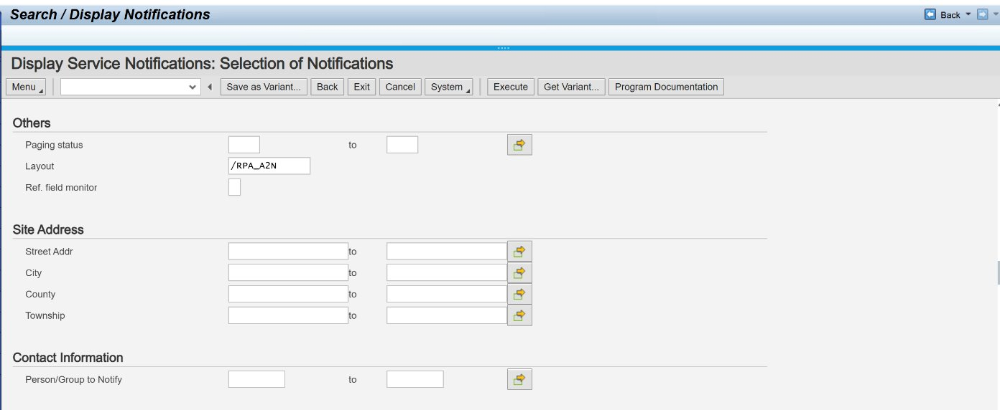 Search / Display Notifications
Back
Display Service Notifications: Selection of Notifications
Menu Save as Variant... Back Exit Cancel System Execute Get Variant... Program Documentation
Others
Paging status to
Layout /RPA_A2N
Ref. field monitor
Site Address
Street Addr to
City to
County to
Township to
Contact Information
Person/Group to Notify to